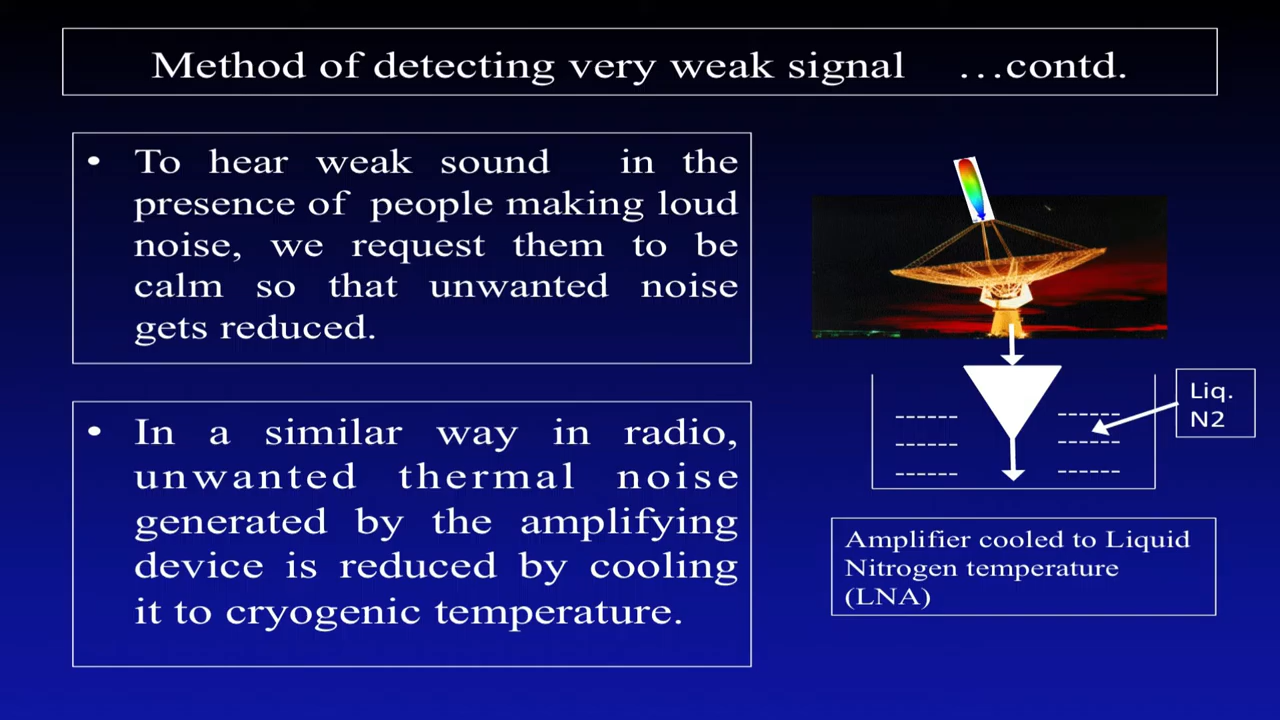 Method of detecting very weak signal …contd.
• To hear weak sound in the
presence of people making loud
noise, we request them to be
calm so that unwanted noise
gets reduced.
• In a similar way in radio,
unwanted thermal noise
generated by the amplifying
device is reduced by cooling
it to cryogenic temperature.
Liq.
N2
Amplifier cooled to Liquid
Nitrogen temperature
(LNA)